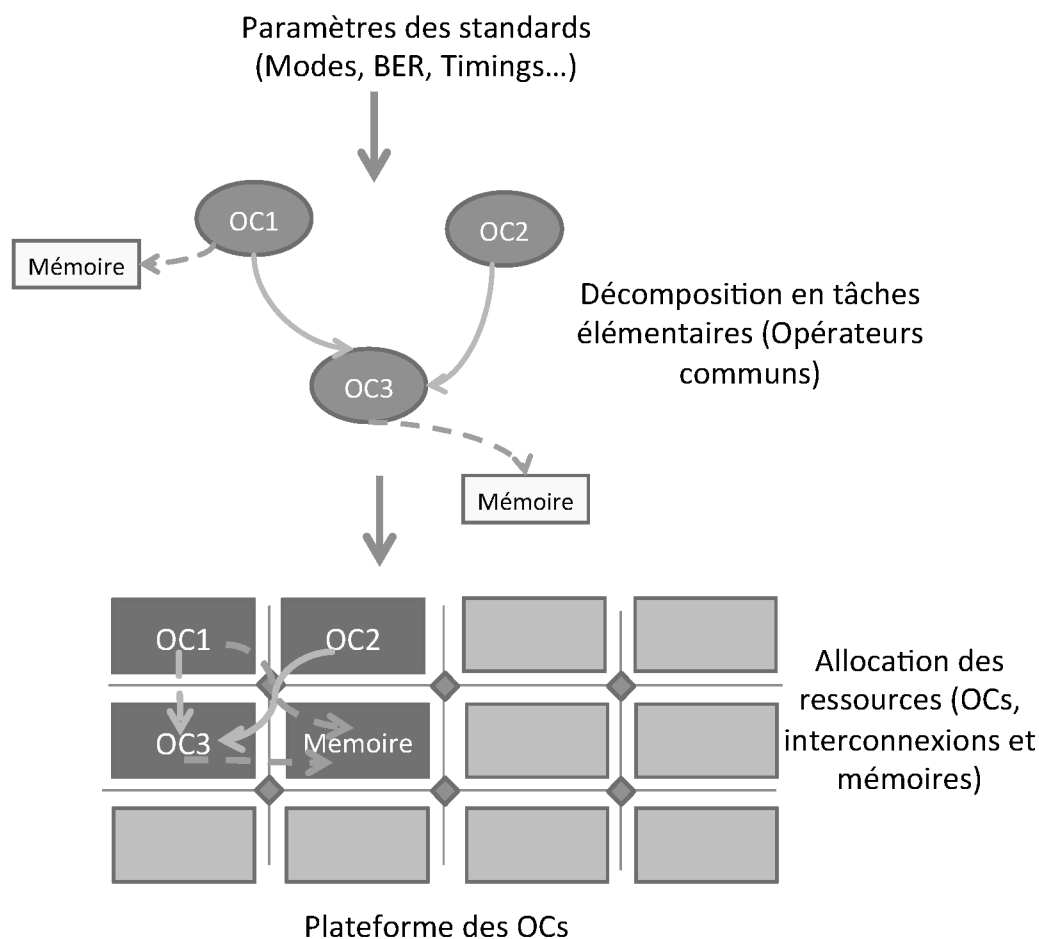 Paramètres des standards
(Modes, BER, Timings...)
OC1
OC2
Mémoire
Décomposition en tâches
élémentaires (Opérateurs
communs)
OC3
Mémoire
OC1
OC2
Allocation des
ressources (OCs,
interconnexions et
mémoires)
OC3
Mémoire
Plateforme des OCs